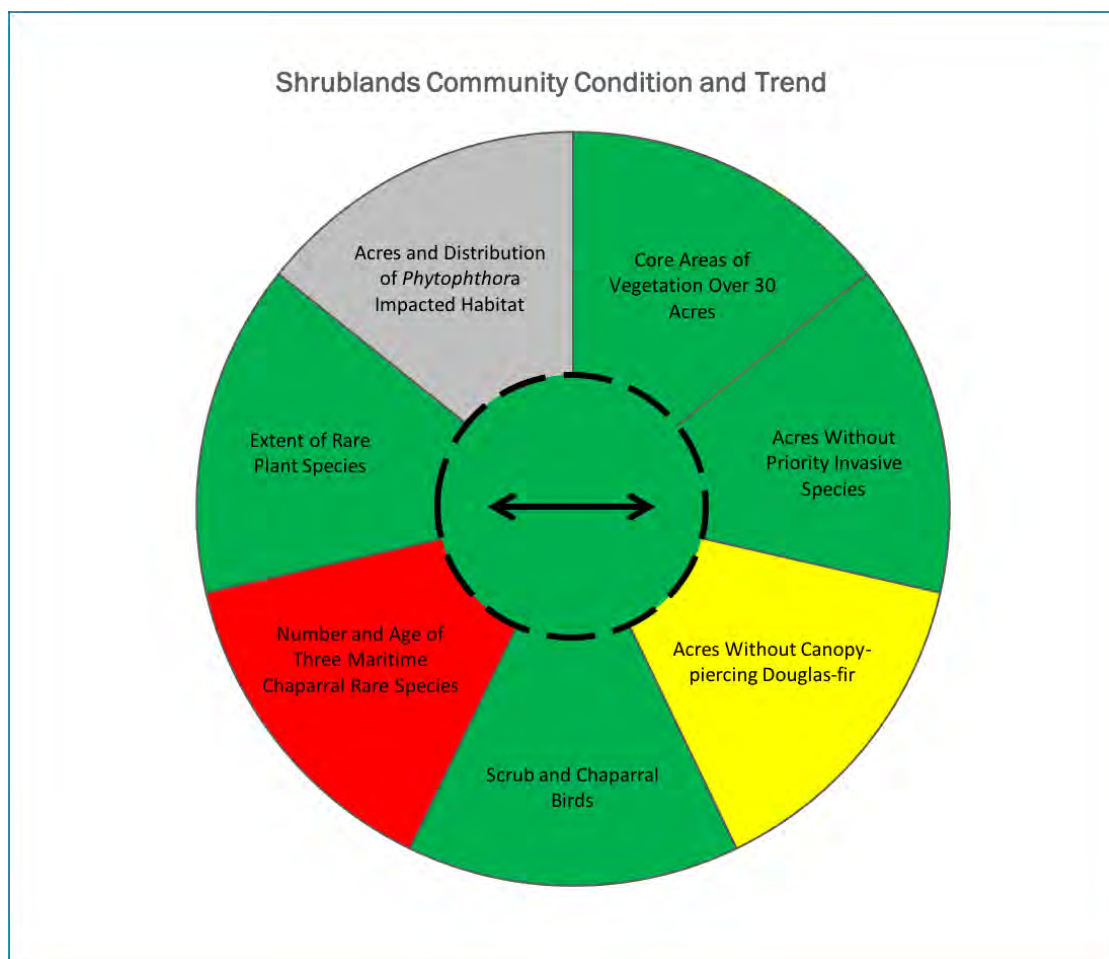 Shrublands Community Condition and Trend
Acres and Distribution
of Phytophthora
Impacted Habitat
Core Areas of
Vegetation Over 30
Acres
Extent of Rare
Plant Species
Acres Without
Priority Invasive
Species
Number and Age of
Three Maritime
Chaparral Rare Species
Acres Without Canopy-
piercing Douglas-fir
Scrub and Chaparral
Birds